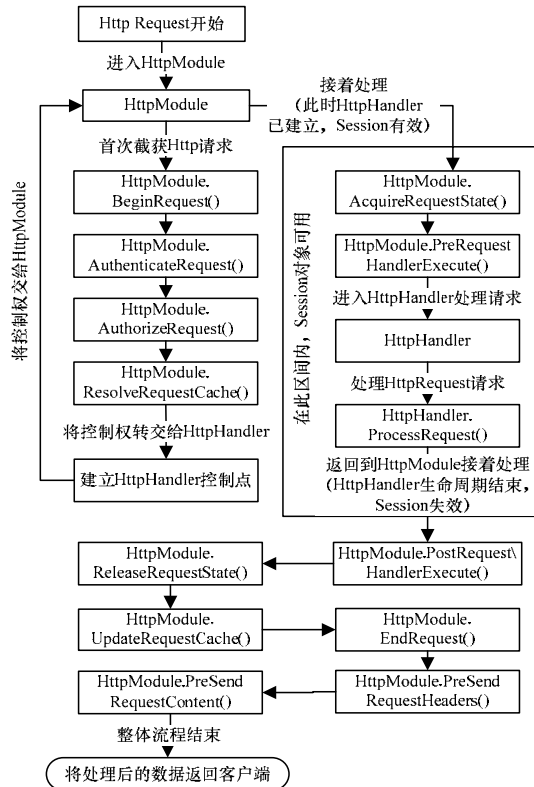 Http Request开始
进入HttpModule
HttpModule
接着处理
(此时HttpHandler
已建立，Session有效)
首次截获Http请求
将控制权交给HttpModule
HttpModule.
BeginRequest()
HttpModule.
AuthenticateRequest()
HttpModule.
AuthorizeRequest()
HttpModule.
ResolveRequestCache()
将控制权转交给HttpHandler
建立HttpHandler控制点
在此区间内，Session对象可用
HttpModule.
AcquireRequestState()
HttpModule.PreRequest
HandlerExecute()
进入HttpHandler处理请求
HttpHandler
处理HttpRequest请求
HttpHandler.
ProcessRequest()
返回到HttpModule接着处理
(HttpHandler生命周期结束，
Session失效)
HttpModule.PostRequest\
HandlerExecute()
HttpModule.
ReleaseRequestState()
HttpModule.
UpdateRequestCache()
HttpModule.
EndRequest()
HttpModule.PreSend
RequestHeaders()
HttpModule.PreSend
RequestContent()
整体流程结束
将处理后的数据返回客户端